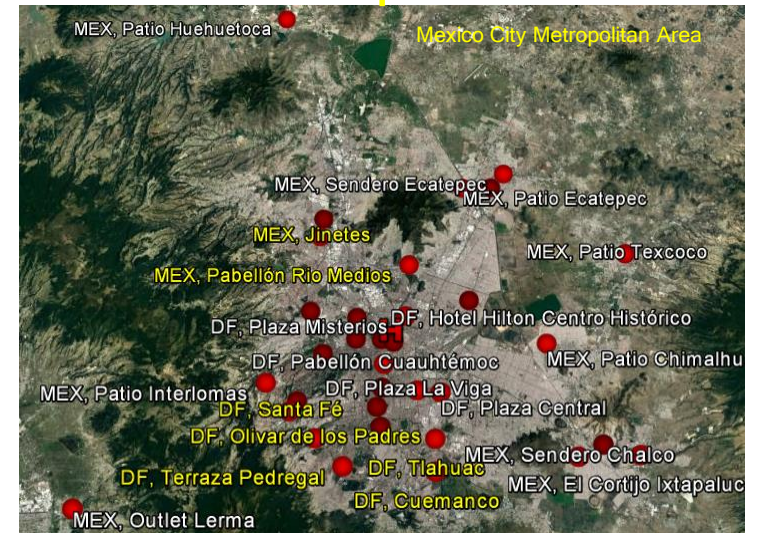 MEX, Patio Huehuetoca
Mexico City Metropolitan Area
MEX, Sendero Ecatepec
MEX, Patio Ecatepec
MEX, Jinetes
MEX, Patio Texcoco
MEX, Pabellón Rio Medios
DF, Hotel Hilton Centro Histórico
DF, Plaza Misterios
H
DF, Pabellón Cuauhtémoc
MEX, Patio Chimalhu
MEX, Patio Interlomas
DF, Plaza La Viga
DF, Santa Fé
DF, Plaza Central
DF, Olivar de los Padres
MEX, Sendero Chalco
DF, Terraza Pedregal
DF, Tlahuac
MEX, El Cortijo Ixtapaluc
DF, Cuemanco
MEX, Outlet Lerma